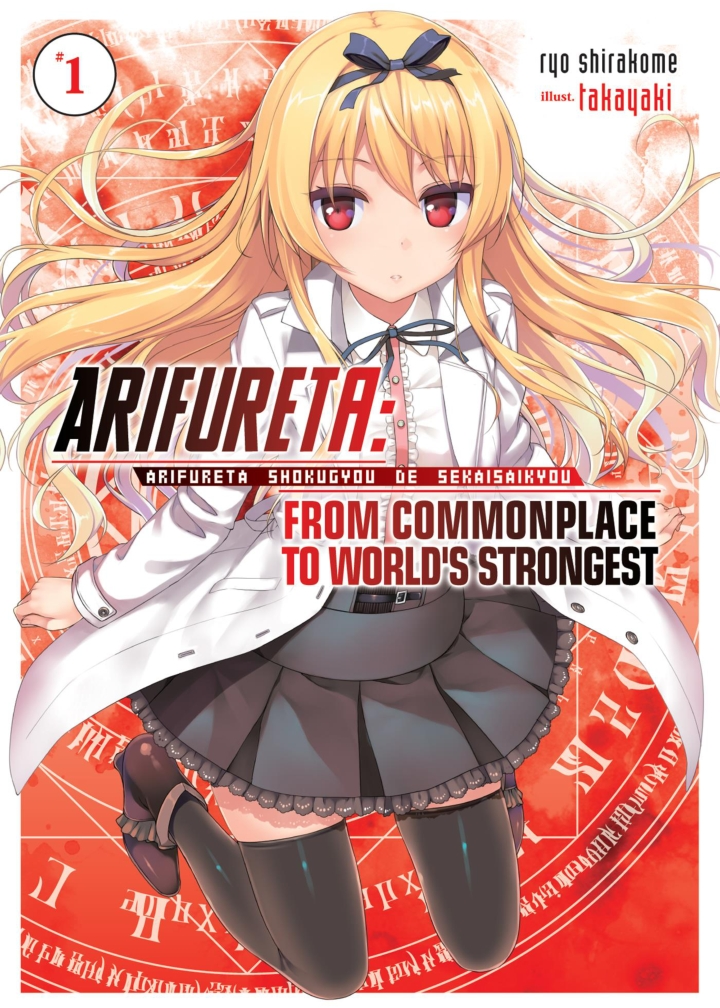 #1
ryo shirakome
illust. takayaki
ARIFURETA:
ARIFURETA SHOKUGYOU DE SEKAISAIKYOU
FROM COMMONPLACE
TO WORLD'S STRONGEST